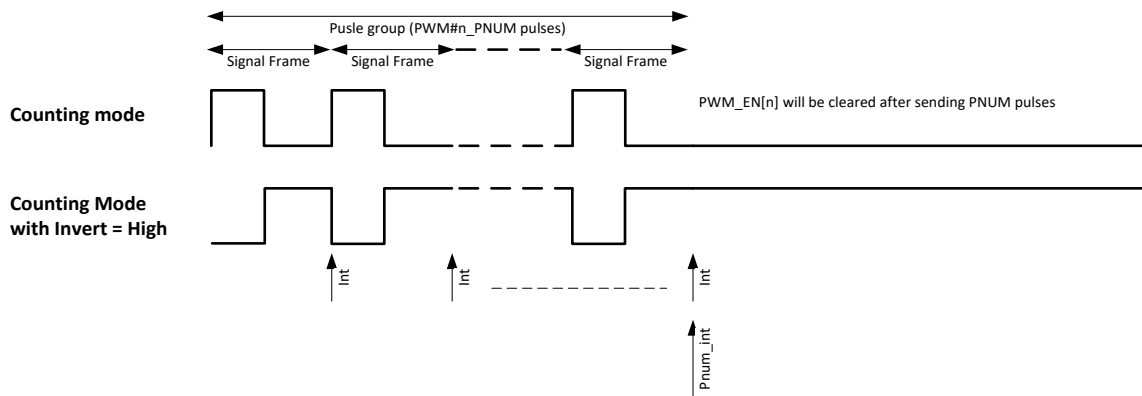 Pusle group (PWM#n_PNUM pulses)
Signal Frame
Signal Frame
Signal Frame
Counting mode
PWM_EN[n] will be cleared after sending PNUM pulses
Counting Mode
with Invert = High
Int
Int
Int
Pnum_int